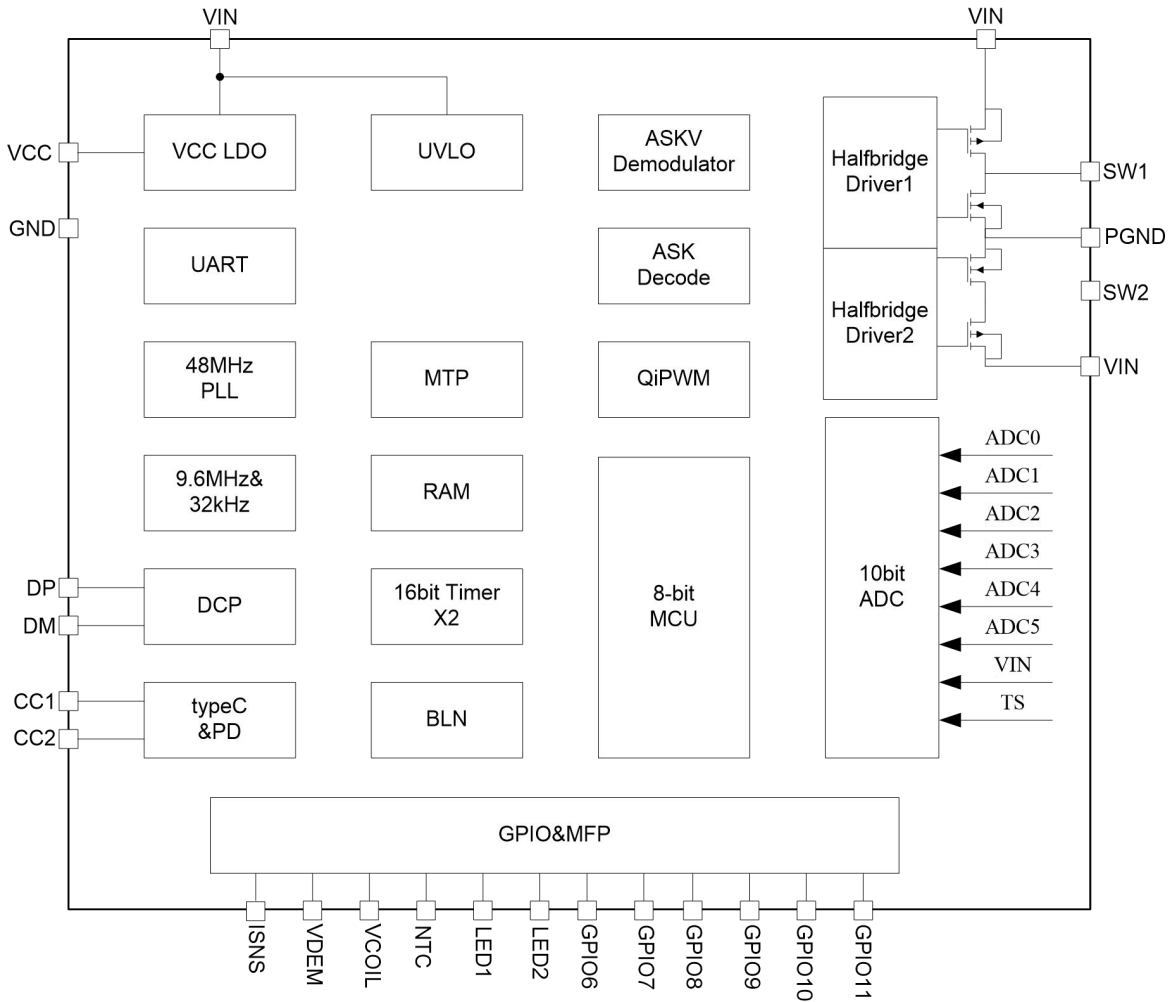 VIN
VIN
VCC
VCC LDO
UVLO
ASKV
Demodulator
Halfbridge
Driver1
SW1
GND
PGND
UART
ASK
Decode
SW2
Halfbridge
Driver2
48MHz
PLL
MTP
QiPWM
VIN
9.6MHz&
32kHz
RAM
8-bit
MCU
10bit
ADC
ADC0
ADC1
ADC2
ADC3
ADC4
ADC5
VIN
TS
DP
DM
DCP
16bit Timer
X2
CC1
CC2
typeC
&PD
BLN
GPIO&MFP
ISNS
VDEM
VCOIL
NTC
LED1
LED2
GPIO6
GPIO7
GPIO8
GPIO9
GPIO10
GPIO11